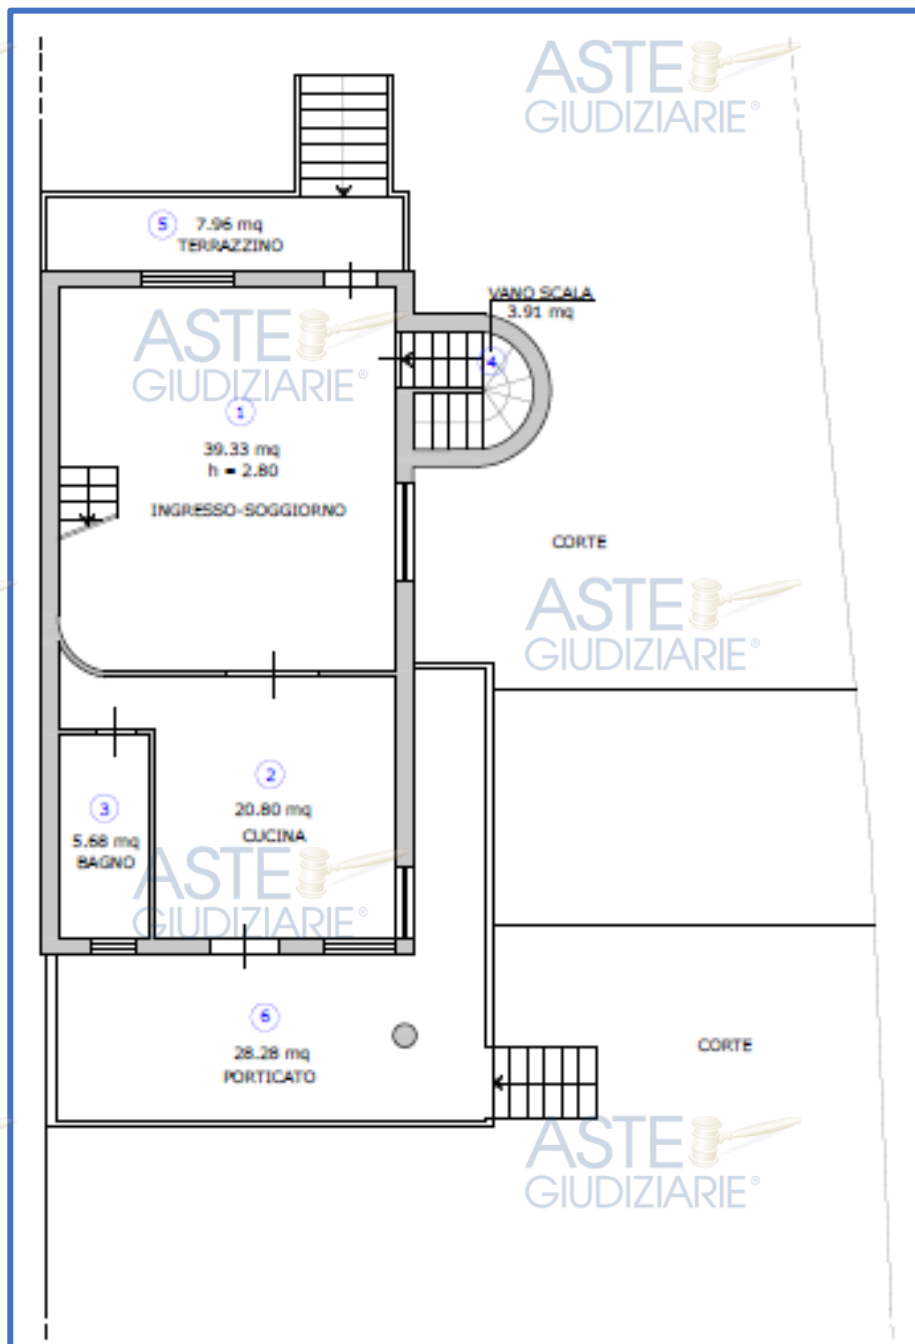 ASTE
GIUDIZIARIE®
5
7.96 mq
TERRAZZINO
VANO SCALA
3.91 mq
4
ASTE
GIUDIZIARIE®
1
39.33 mq
h = 2.80
INGRESSO-SOGGIORNO
CORTE
ASTE
GIUDIZIARIE®
2
20.80 mq
CUCINA
3
5.68 mq
BAGNO
ASTE
GIUDIZIARIE®
6
28.28 mq
PORTICATO
CORTE
ASTE
GIUDIZIARIE®